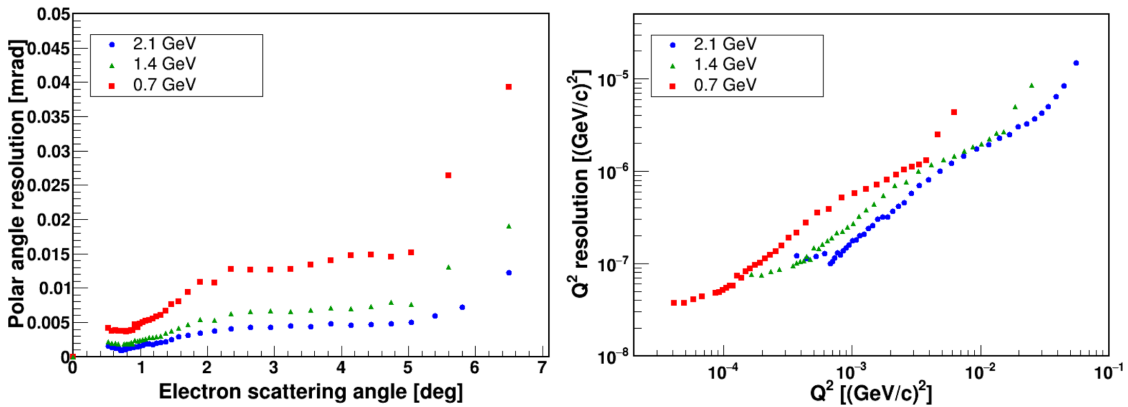 0.05
0.045
0.04
0.035
0.03
0.025
0.02
0.015
0.01
0.005
0
Polar angle resolution [mrad]
2.1 GeV
1.4 GeV
0.7 GeV
0 1 2 3 4 5 6 7
Electron scattering angle [deg]
10⁻⁵
10⁻⁶
10⁻⁷
10⁻⁸
Q² resolution [(GeV/c)²]
2.1 GeV
1.4 GeV
0.7 GeV
10⁻⁴ 10⁻³ 10⁻² 10⁻¹
Q² [(GeV/c)²]